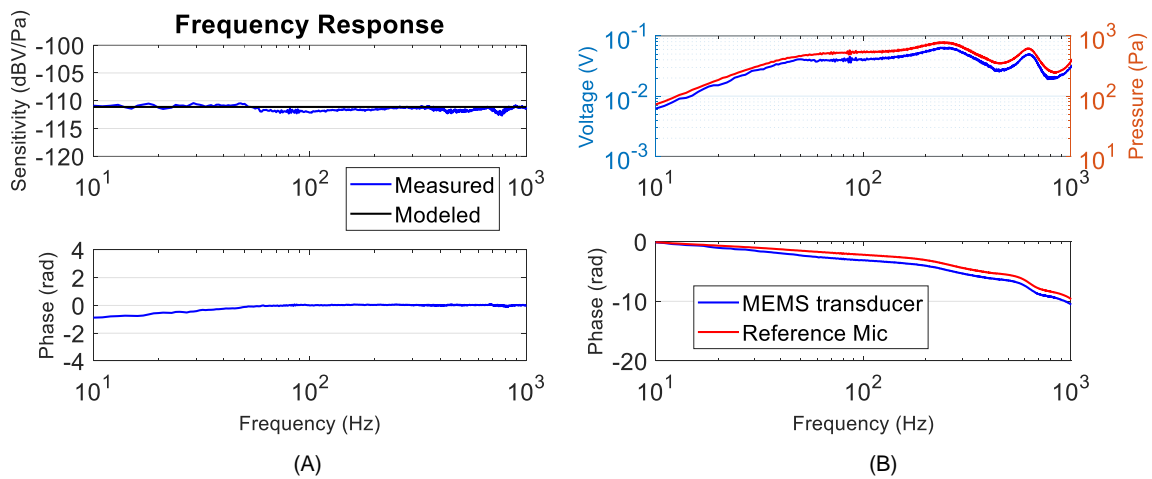 Frequency Response
Sensitivity (dBV/Pa)
-100
-105
-110
-115
-120
10^1
10^2
10^3
Measured
Modeled
Phase (rad)
4
2
0
-2
-4
10^1
10^2
10^3
Frequency (Hz)
(A)
Voltage (V)
10^-1
10^-2
10^-3
Pressure (Pa)
10^3
10^2
10^1
10^1
10^2
10^3
Phase (rad)
0
-10
-20
MEMS transducer
Reference Mic
10^1
10^2
10^3
Frequency (Hz)
(B)